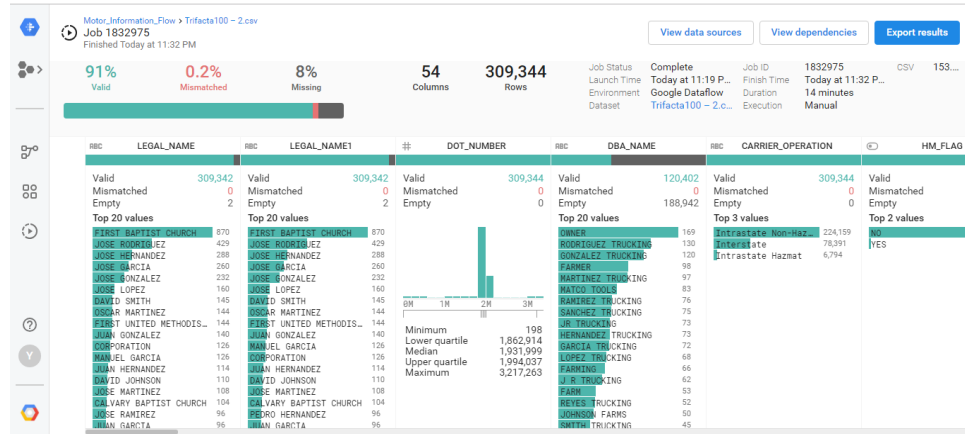 Motor_Information_Flow > Trifacta100 – 2.csv
Job 1832975
Finished Today at 11:32 PM
View data sources
View dependencies
Export results
91%
Valid
0.2%
Mismatched
8%
Missing
54
Columns
309,344
Rows
Job Status Complete
Launch Time Today at 11:19 P...
Environment Google Dataflow
Dataset Trifacta100 – 2.c...
Job ID 1832975
Finish Time Today at 11:32 P...
Duration 14 minutes
Execution Manual
CSV 153....
ABC LEGAL_NAME
Valid 309,342
Mismatched 0
Empty 2
Top 20 values
FIRST BAPTIST CHURCH 870
JOSE RODRIGUEZ 429
JOSE HERNANDEZ 288
JOSE GARCIA 260
JOSE GONZALEZ 232
JOSE LOPEZ 160
DAVID SMITH 145
OSCAR MARTINEZ 144
FIRST UNITED METHODIS… 144
JUAN GONZALEZ 140
CORPORATION 126
MANUEL GARCIA 126
JUAN HERNANDEZ 114
DAVID JOHNSON 110
JOSE MARTINEZ 108
CALVARY BAPTIST CHURCH 104
JOSE RAMIREZ 96
JUAN GARCIA 96
ABC LEGAL_NAME1
Valid 309,342
Mismatched 0
Empty 2
Top 20 values
FIRST BAPTIST CHURCH 870
JOSE RODRIGUEZ 429
JOSE HERNANDEZ 288
JOSE GARCIA 260
JOSE GONZALEZ 232
JOSE LOPEZ 160
DAVID SMITH 145
OSCAR MARTINEZ 144
FIRST UNITED METHODIS… 144
JUAN GONZALEZ 140
MANUEL GARCIA 126
CORPORATION 126
JUAN HERNANDEZ 114
DAVID JOHNSON 110
JOSE MARTINEZ 108
CALVARY BAPTIST CHURCH 104
PEDRO HERNANDEZ 96
JUAN GARCIA 96
# DOT_NUMBER
Valid 309,344
Mismatched 0
Empty 0
0M 1M 2M 3M
Minimum 198
Lower quartile 1,862,914
Median 1,931,999
Upper quartile 1,994,037
Maximum 3,217,263
ABC DBA_NAME
Valid 120,402
Mismatched 0
Empty 188,942
Top 20 values
OWNER 169
RODRIGUEZ TRUCKING 130
GONZALEZ TRUCKING 120
FARMER 98
MARTINEZ TRUCKING 97
MATCO TOOLS 83
RAMIREZ TRUCKING 76
SANCHEZ TRUCKING 75
JR TRUCKING 73
HERNANDEZ TRUCKING 73
GARCIA TRUCKING 72
LOPEZ TRUCKING 68
FARMING 66
J R TRUCKING 62
FARM 53
REYES TRUCKING 52
JOHNSON FARMS 50
SMITH TRUCKING 45
ABC CARRIER_OPERATION
Valid 309,344
Mismatched 0
Empty 0
Top 3 values
Intrastate Non-Haz… 224,159
Interstate 78,391
Intrastate Hazmat 6,794
HM_FLAG
Valid
Mismatched
Empty
Top 2 values
NO
YES
?
Y